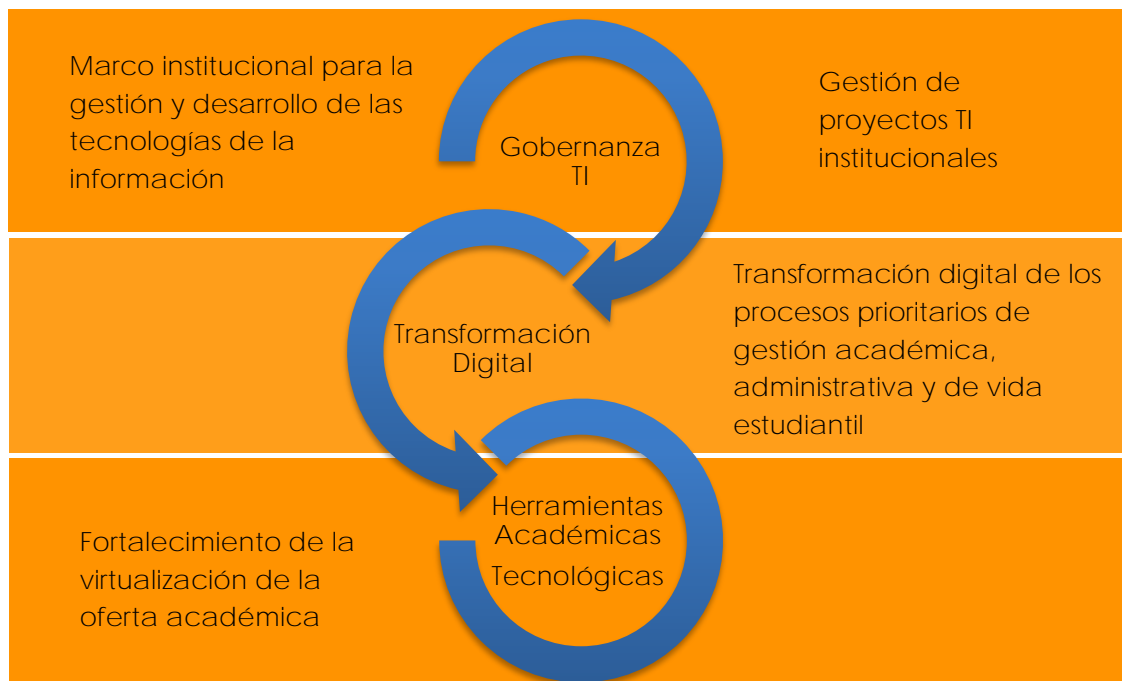 Marco institucional para la
gestión y desarrollo de las
tecnologías de la
información
Gobernanza
TI
Gestión de
proyectos TI
institucionales
Transformación
Digital
Transformación digital de los
procesos prioritarios de
gestión académica,
administrativa y de vida
estudiantil
Fortalecimiento de la
virtualización de la
oferta académica
Herramientas
Académicas
Tecnológicas